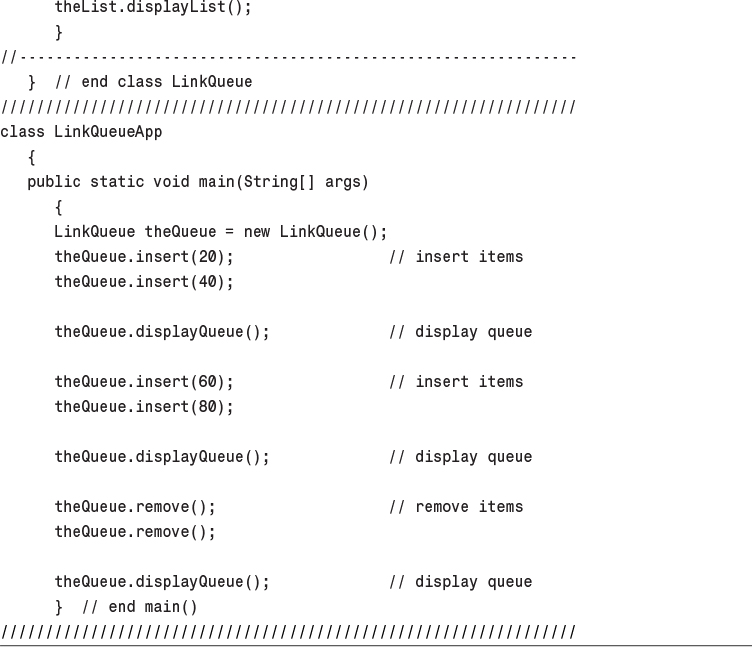 theList.displayList();
      }
//--------------------------------------------------------------
   }  // end class LinkQueue
////////////////////////////////////////////////////////////////
class LinkQueueApp
   {
   public static void main(String[] args)
      {
      LinkQueue theQueue = new LinkQueue();
      theQueue.insert(20);                 // insert items
      theQueue.insert(40);

      theQueue.displayQueue();             // display queue

      theQueue.insert(60);                 // insert items
      theQueue.insert(80);

      theQueue.displayQueue();             // display queue

      theQueue.remove();                   // remove items
      theQueue.remove();

      theQueue.displayQueue();             // display queue
      }  // end main()
////////////////////////////////////////////////////////////////